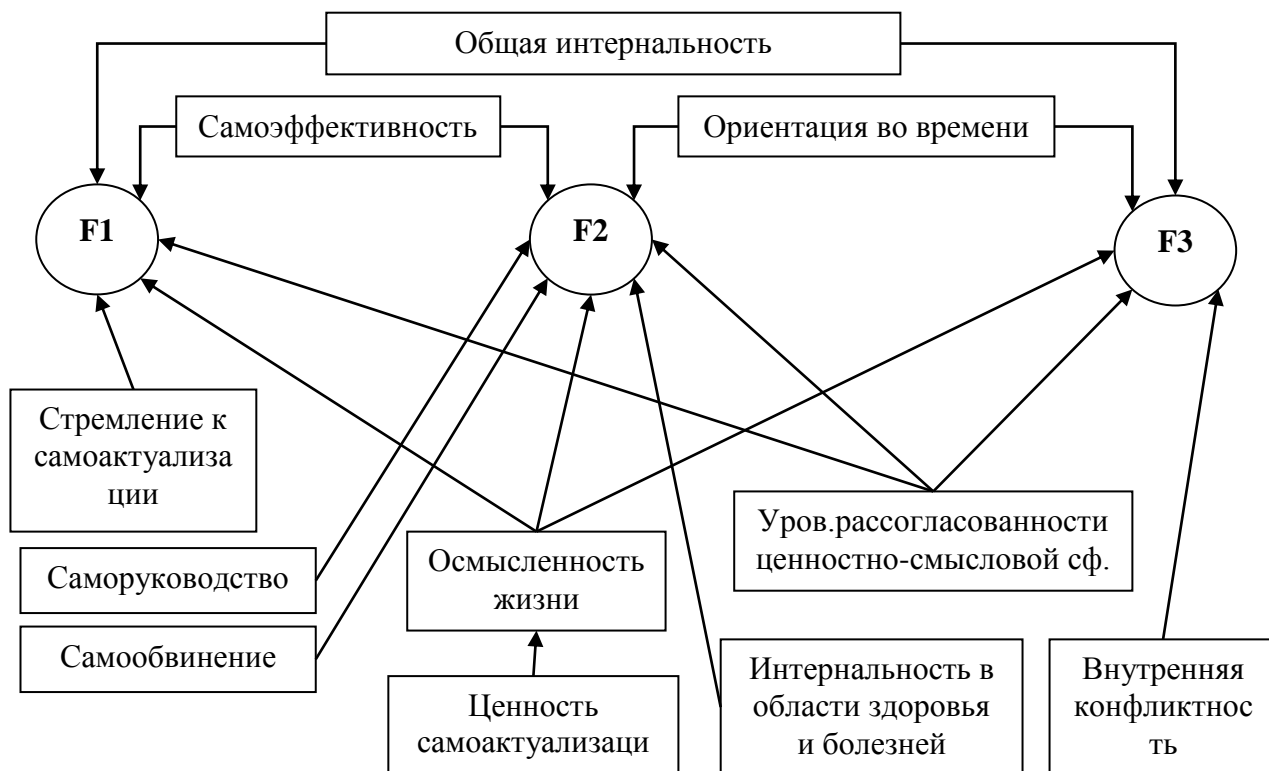 Общая интернальность
Самоэффективность
Ориентация во времени
F1
F2
F3
Стремление к
самоактуализа
ции
Уров.рассогласованности
ценностно-смысловой сф.
Саморуководство
Осмысленность
жизни
Самообвинение
Ценность
самоактуализаци
Интернальность в
области здоровья
и болезней
Внутренняя
конфликтнос
ть